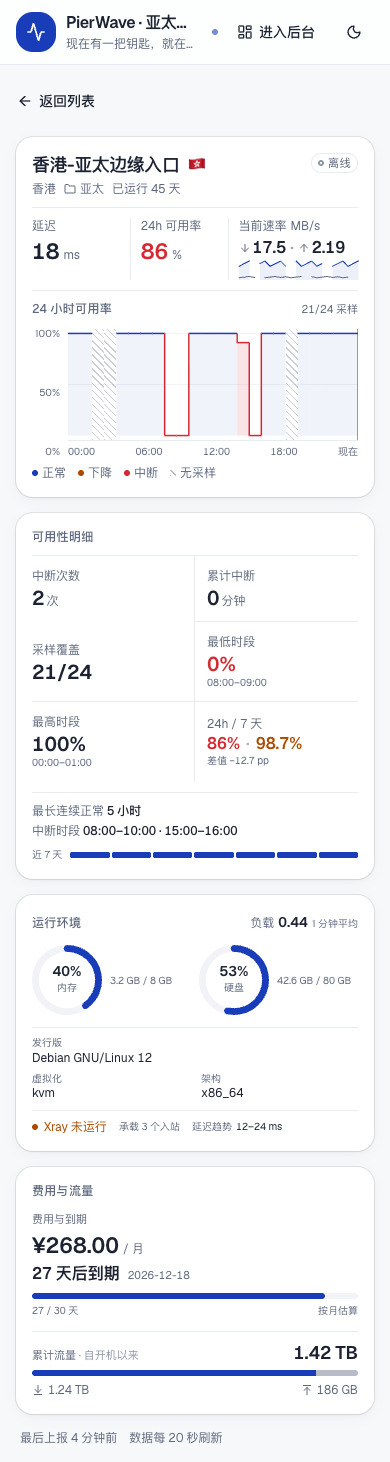 PierWave · 亚太…
现在有一把钥匙，就在…
进入后台
返回列表
香港-亚太边缘入口 🇭🇰
离线
香港 亚太 已运行 45 天
延迟
18 ms
24h 可用率
86 %
当前速率 MB/s
↓ 17.5 · ↑ 2.19
24 小时可用率
21/24 采样
100%
50%
0%
00:00 06:00 12:00 18:00 现在
正常 下降 中断 无采样
可用性明细
中断次数
2 次
累计中断
0 分钟
采样覆盖
21/24
最低时段
0%
08:00–09:00
最高时段
100%
00:00–01:00
24h / 7 天
86% · 98.7%
差值 −12.7 pp
最长连续正常 5 小时
中断时段 08:00–10:00 · 15:00–16:00
近 7 天
运行环境
负载 0.44 1 分钟平均
40%
内存
3.2 GB / 8 GB
53%
硬盘
42.6 GB / 80 GB
发行版
Debian GNU/Linux 12
虚拟化
kvm
架构
x86_64
Xray 未运行 承载 3 个入站 延迟趋势 12–24 ms
费用与流量
费用与到期
¥268.00 / 月
27 天后到期 2026-12-18
27 / 30 天
按月估算
累计流量 · 自开机以来
1.42 TB
↓ 1.24 TB
↑ 186 GB
最后上报 4 分钟前 数据每 20 秒刷新